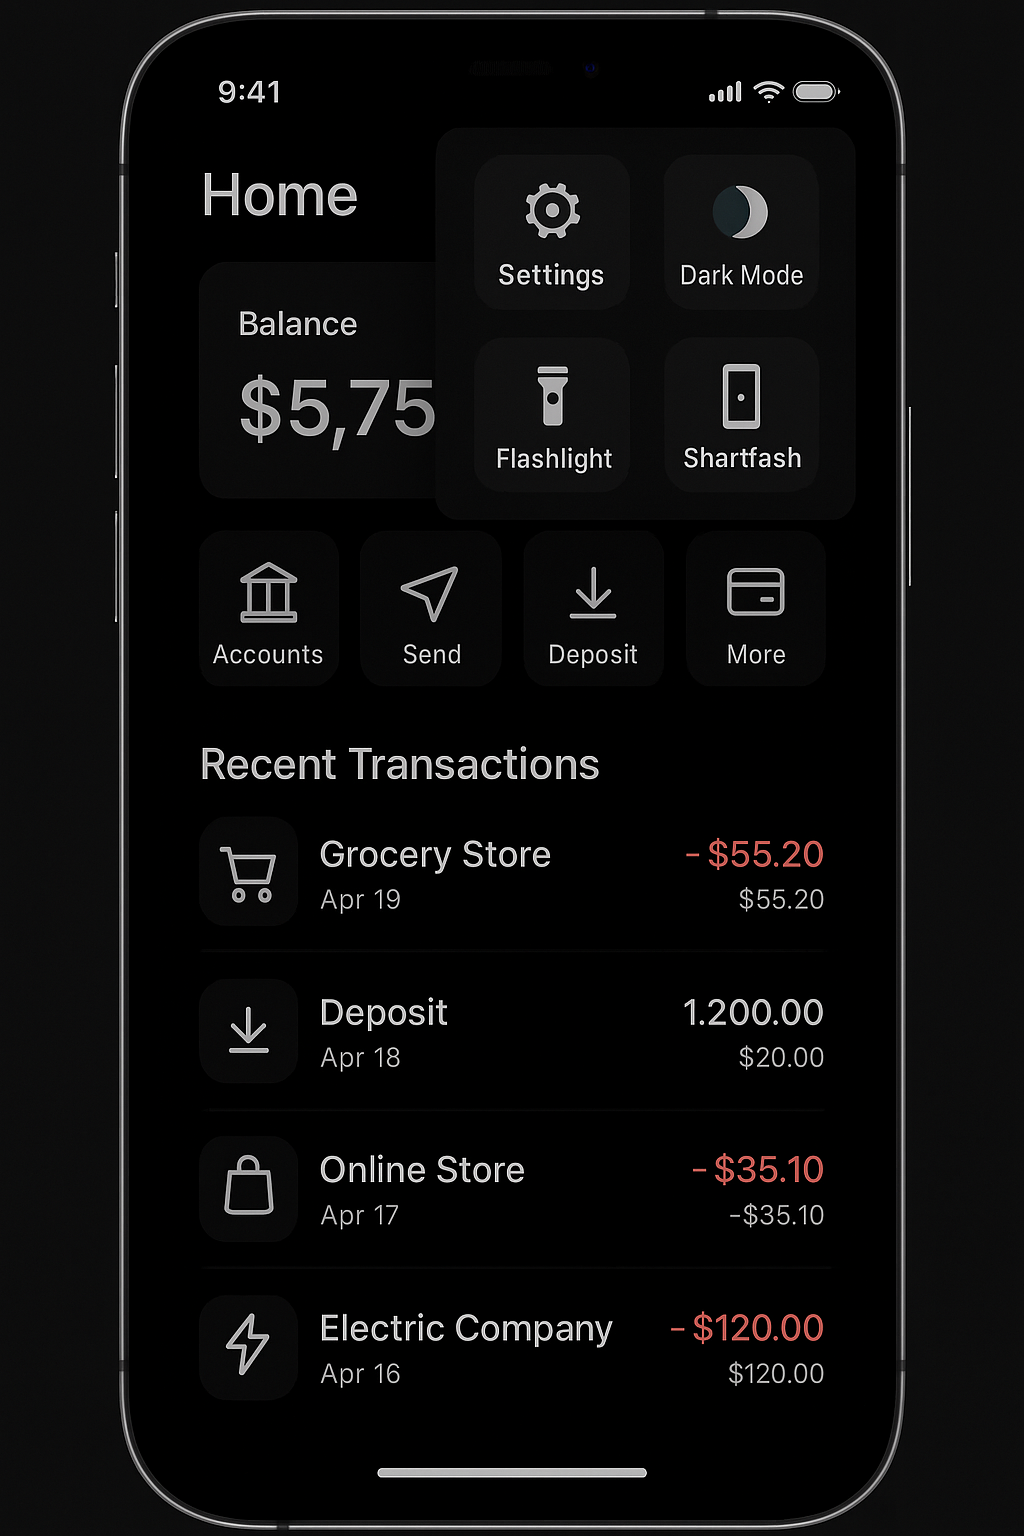 9:41
Home
Settings
Dark Mode
Balance
$5,75
Flashlight
Shartfash
Accounts
Send
Deposit
More
Recent Transactions
Grocery Store
-$55.20
Apr 19
$55.20
Deposit
1.200.00
Apr 18
$20.00
Online Store
-$35.10
Apr 17
-$35.10
Electric Company
-$120.00
Apr 16
$120.00